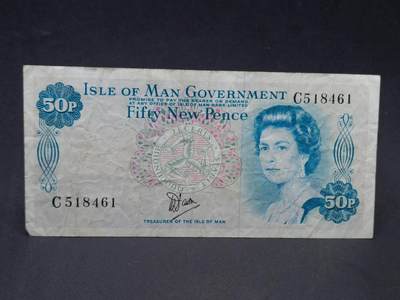 ISLE OF MAN GOVERNMENT
PROMISE TO PAY THE BEARER ON DEMAND
AT ANY OFFICE OF ISLE OF MAN BANK LIMITED
50P
C518461
FIFTY NEW PENCE
C518461
50P
TREASURER OF THE ISLE OF MAN